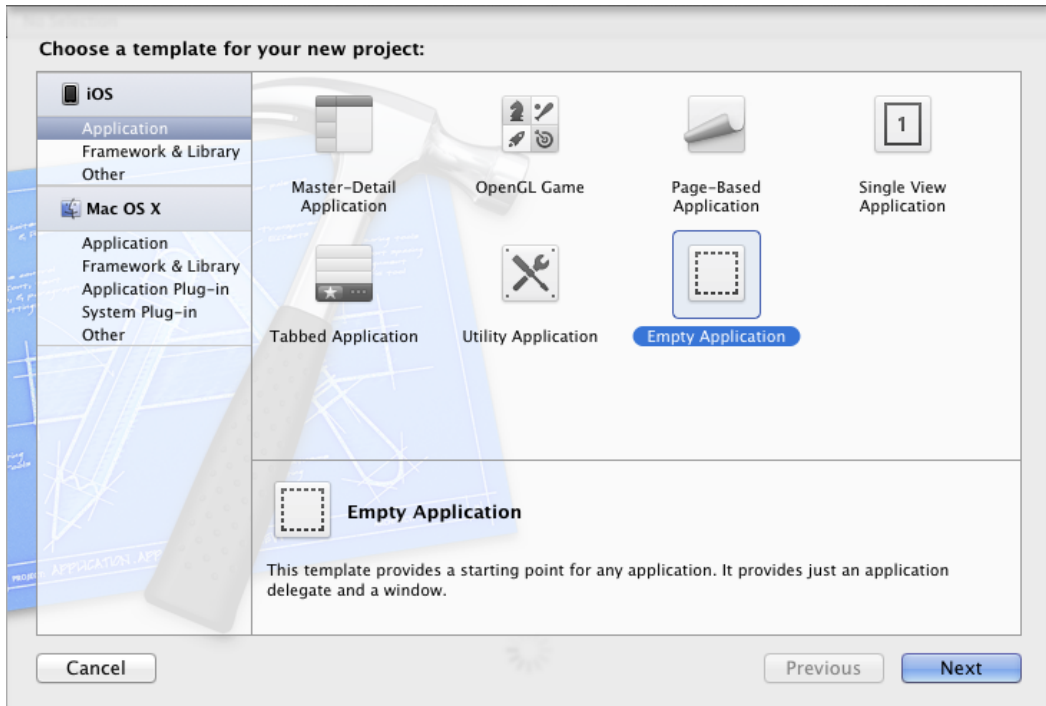 Choose a template for your new project:
iOS
Application
Framework & Library
Other
Mac OS X
Application
Framework & Library
Application Plug-in
System Plug-in
Other
Master-Detail
Application
OpenGL Game
Page-Based
Application
1
Single View
Application
Tabbed Application
Utility Application
Empty Application
Empty Application
This template provides a starting point for any application. It provides just an application
delegate and a window.
APPLICATION.APP
Cancel
Previous
Next